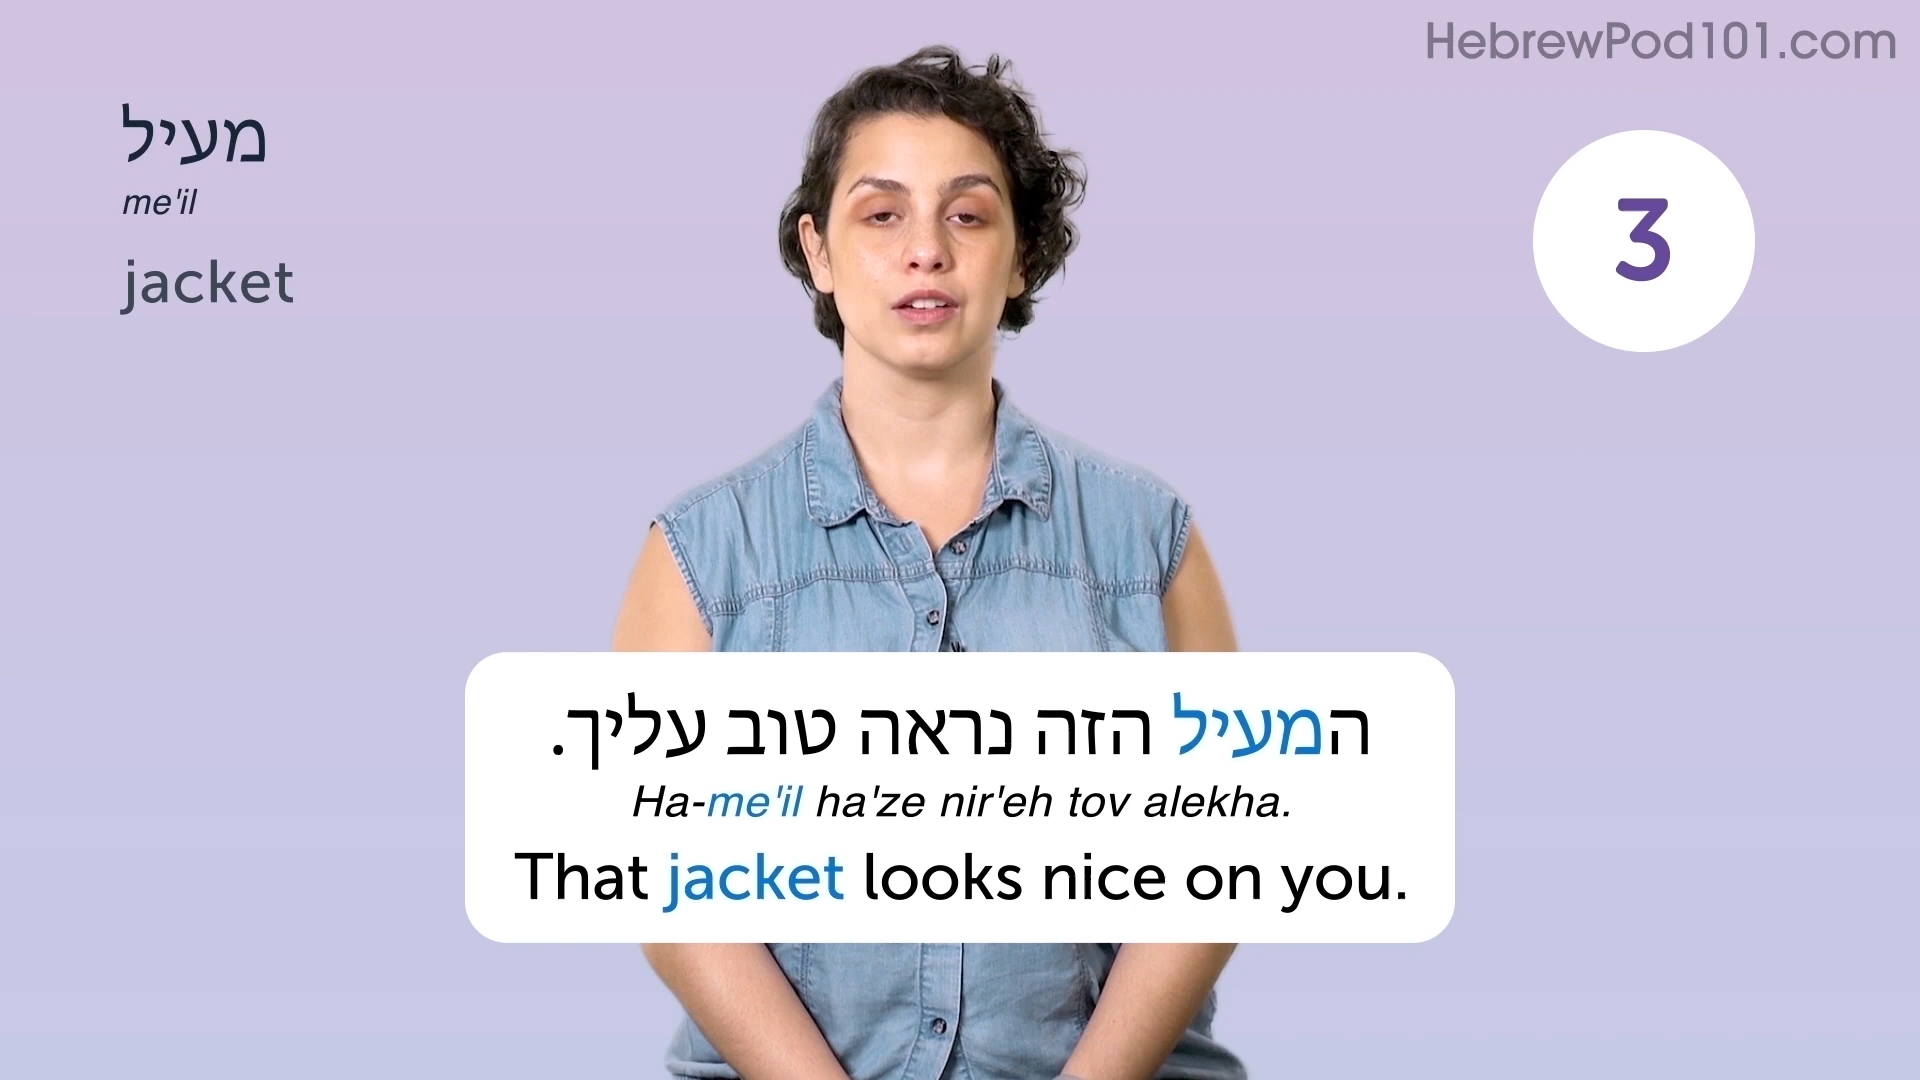 HebrewPod101.com
מעיל
me'il
jacket
3
המעיל הזה נראה טוב עליך.
Ha-me'il ha'ze nir'eh tov alekha.
That jacket looks nice on you.